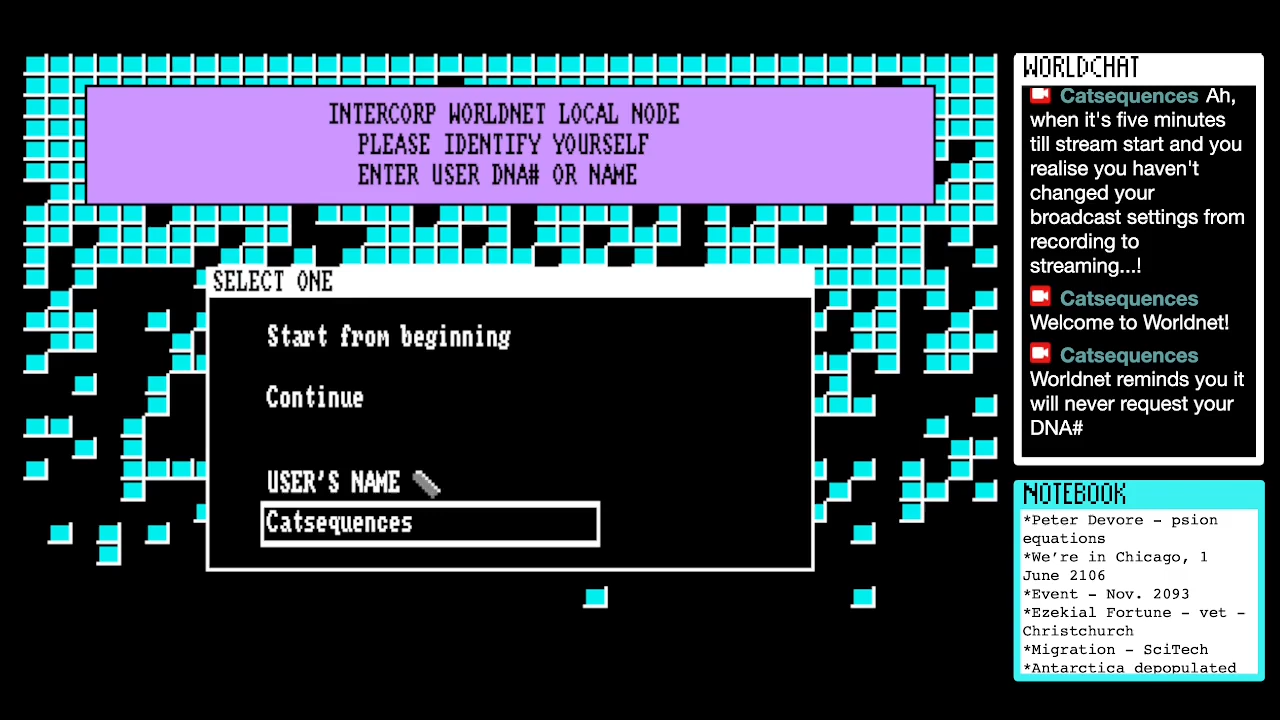 INTERCORP WORLDNET LOCAL NODE
PLEASE IDENTIFY YOURSELF
ENTER USER DNA# OR NAME
SELECT ONE
Start from beginning
Continue
USER'S NAME
Catsequences
WORLDCHAT
Catsequences Ah,
when it's five minutes
till stream start and you
realise you haven't
changed your
broadcast settings from
recording to
streaming...!
Catsequences
Welcome to Worldnet!
Catsequences
Worldnet reminds you it
will never request your
DNA#
NOTEBOOK
*Peter Devore - psion
equations
*We're in Chicago, 1
June 2106
*Event - Nov. 2093
*Ezekial Fortune - vet -
Christchurch
*Migration - SciTech
*Antarctica depopulated